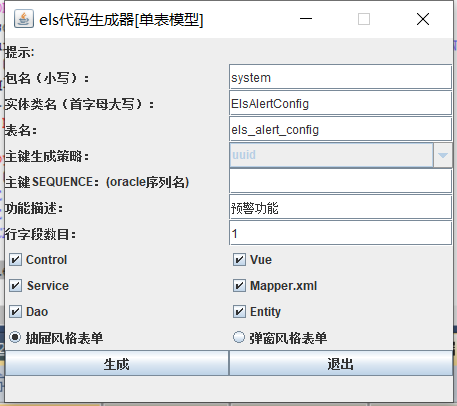 els代码生成器[单表模型]
提示:
包名（小写）： system
实体类名（首字母大写）： ElsAlertConfig
表名： els_alert_config
主键生成策略： uuid
主键SEQUENCE：(oracle序列名)
功能描述： 预警功能
行字段数目： 1
Control Vue
Service Mapper.xml
Dao Entity
抽屉风格表单 弹窗风格表单
生成 退出